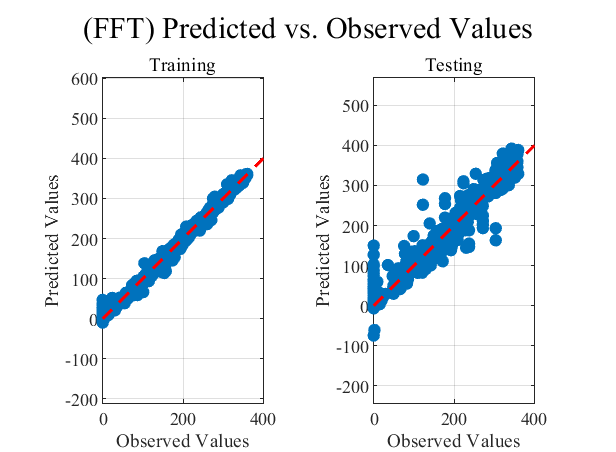 (FFT) Predicted vs. Observed Values
Training
Testing
600
500
400
300
200
100
0
-100
-200
0 200 400
Predicted Values
Observed Values
500
400
300
200
100
0
-100
-200
0 200 400
Predicted Values
Observed Values